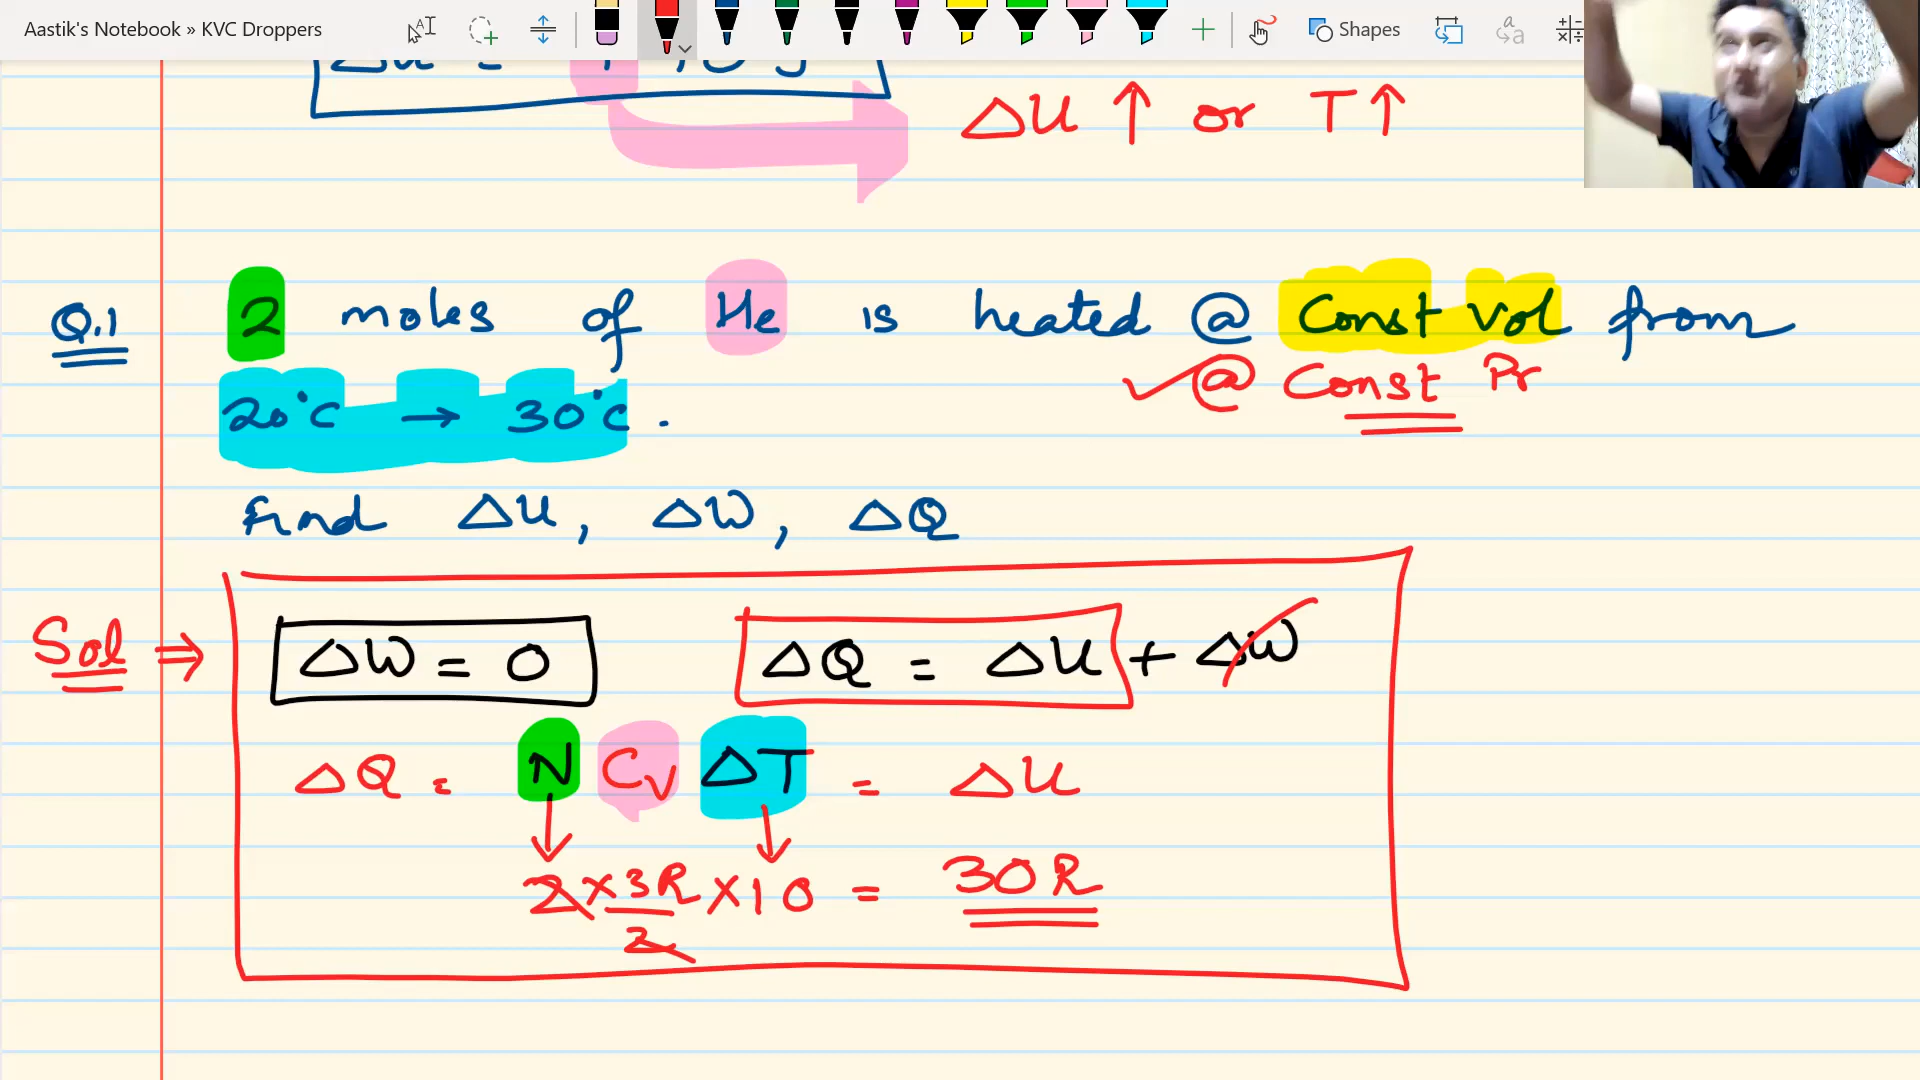 Aastik's Notebook » KVC Droppers
Shapes
ΔU ↑ or T↑
Q.1 2 moles of He is heated @ Const Vol from
✓@ Const Pr
20°C → 30°C.
find ΔU, ΔW, ΔQ
Sol ⇒ ΔW = 0 ΔQ = ΔU + ΔW
ΔQ = N Cv ΔT = ΔU
2 × 3R/2 × 10 = 30R